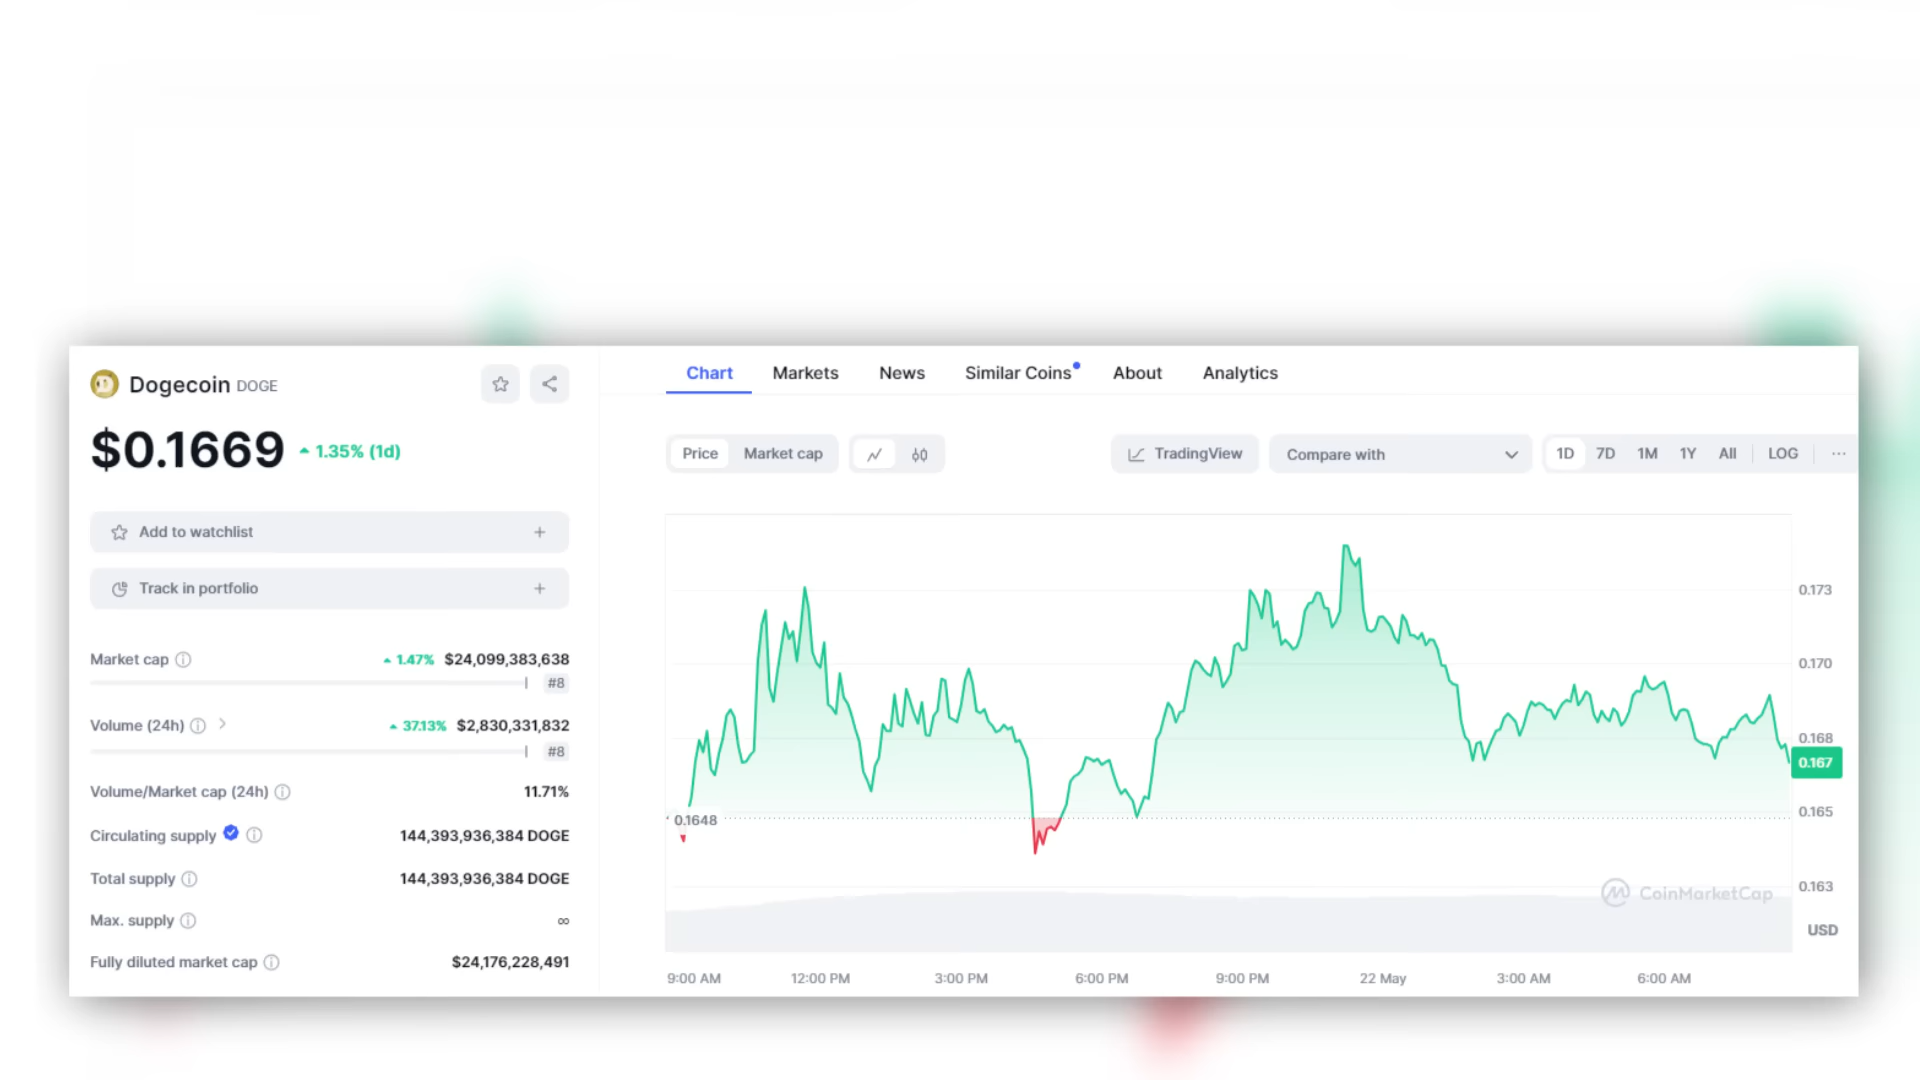 Dogecoin DOGE
$0.1669 1.35% (1d)
Add to watchlist +
Track in portfolio +
Market cap 1.47% $24,099,383,638
#8
Volume (24h) 37.13% $2,830,331,832
#8
Volume/Market cap (24h) 11.71%
Circulating supply 144,393,936,384 DOGE
Total supply 144,393,936,384 DOGE
Max. supply ∞
Fully diluted market cap $24,176,228,491
Chart Markets News Similar Coins About Analytics
Price Market cap TradingView Compare with 1D 7D 1M 1Y All LOG ...
0.173
0.170
0.168
0.167
0.165
0.1648
0.163
CoinMarketCap
USD
9:00 AM 12:00 PM 3:00 PM 6:00 PM 9:00 PM 22 May 3:00 AM 6:00 AM